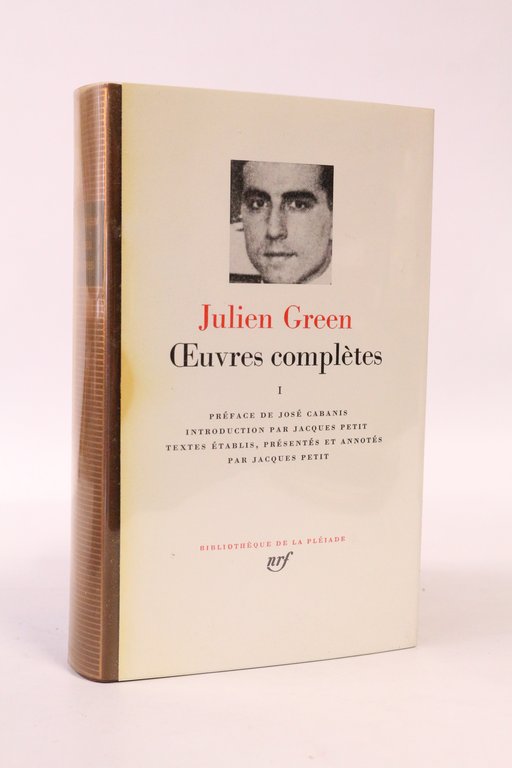 Julien Green
Œuvres complètes
I
PRÉFACE DE JOSÉ CABANIS
INTRODUCTION PAR JACQUES PETIT
TEXTES ÉTABLIS, PRÉSENTÉS ET ANNOTÉS
PAR JACQUES PETIT
BIBLIOTHÈQUE DE LA PLÉIADE
nrf